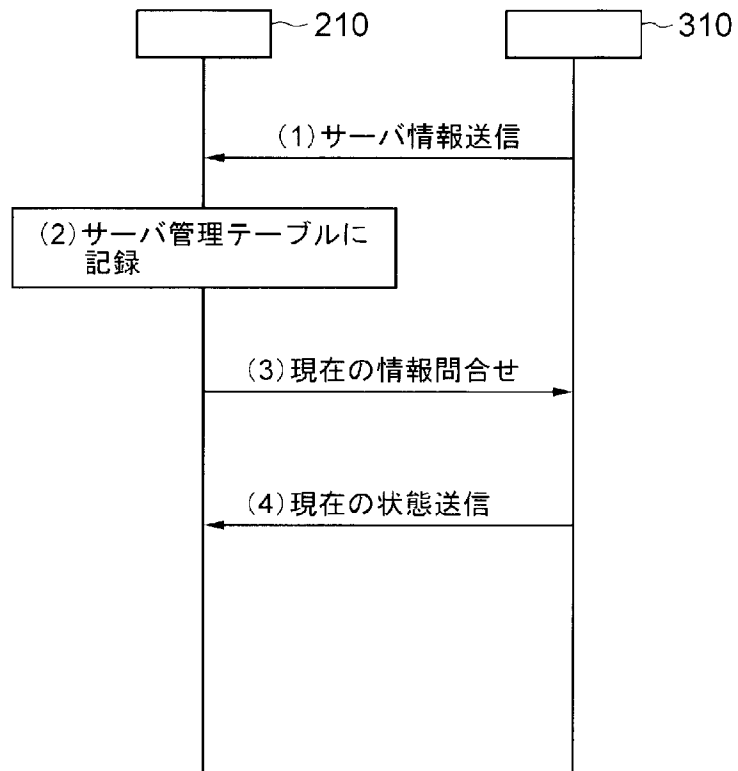 210
310
(1)サーバ情報送信
(2)サーバ管理テーブルに
記録
(3)現在の情報問合せ
(4)現在の状態送信